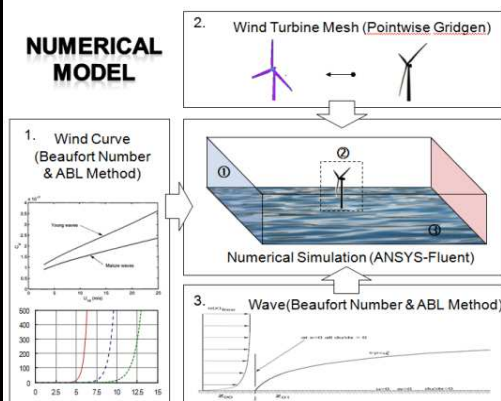 NUMERICAL
MODEL
1.
Wind Curve
(Beaufort Number
& ABL Method)
Young waves
Mature waves
0 5 10 15 20 25
500
400
300
200
100
0
0 2.5 5 7.5 10 12.5 15
2.
Wind Turbine Mesh (Pointwise Gridgen)
①
②
③
Numerical Simulation (ANSYS-Fluent)
3.
Wave(Beaufort Number & ABL Method)